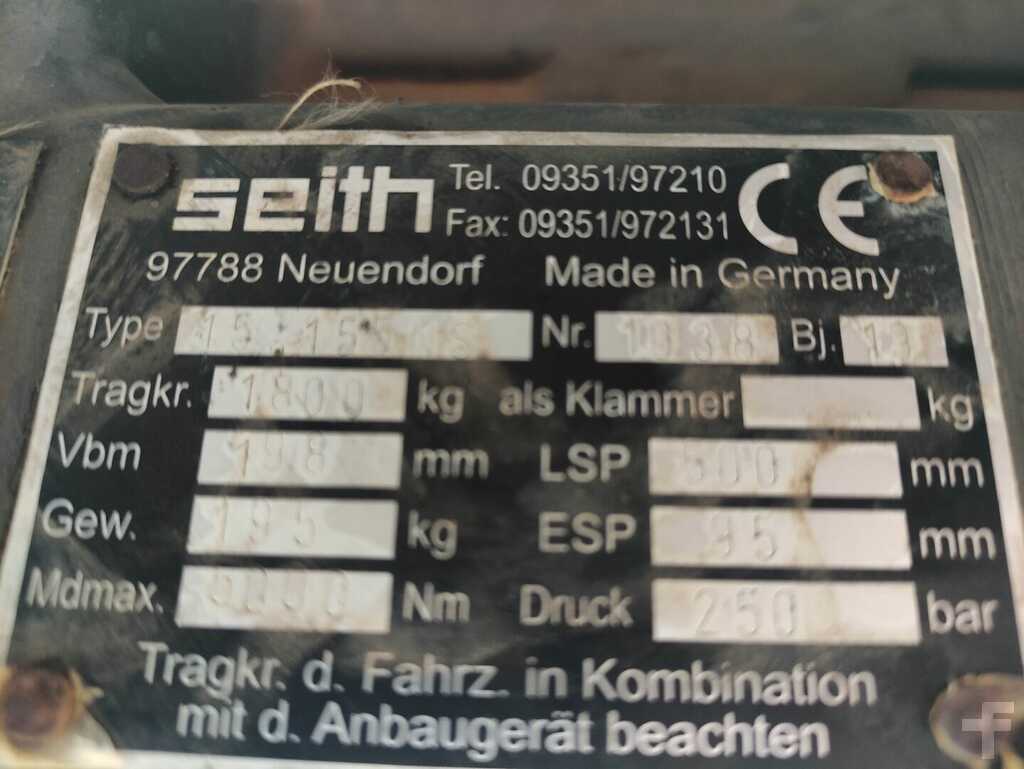 seith Tel. 09351/97210 CE
Fax: 09351/972131
97788 Neuendorf Made in Germany
Type Nr. 1038 Bj. 13
Tragkr. 1800 kg als Klammer kg
Vbm 198 mm LSP 500 mm
Gew. 195 kg ESP 95 mm
Mdmax. Nm Druck 250 bar
Tragkr. d. Fahrz. in Kombination
mit d. Anbaugerät beachten